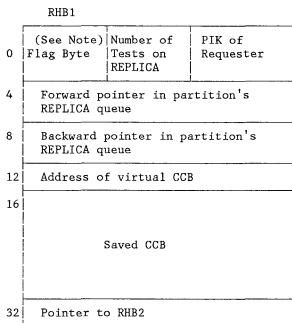 RHB1
(See Note) Number of PIK of
0 Flag Byte Tests on Requester
REPLICA
4 Forward pointer in partition's
REPLICA queue
8 Backward pointer in partition's
REPLICA queue
12 Address of virtual CCB
16
Saved CCB
32 Pointer to RHB2